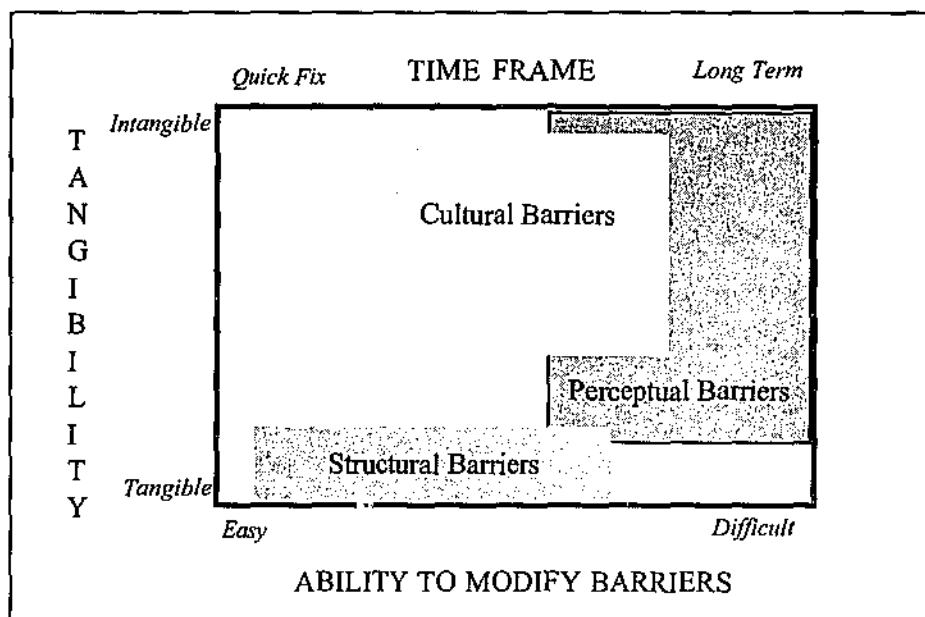 Quick Fix TIME FRAME Long Term
Intangible
TANGIBILITY
Cultural Barriers
Perceptual Barriers
Structural Barriers
Tangible
Easy Difficult
ABILITY TO MODIFY BARRIERS